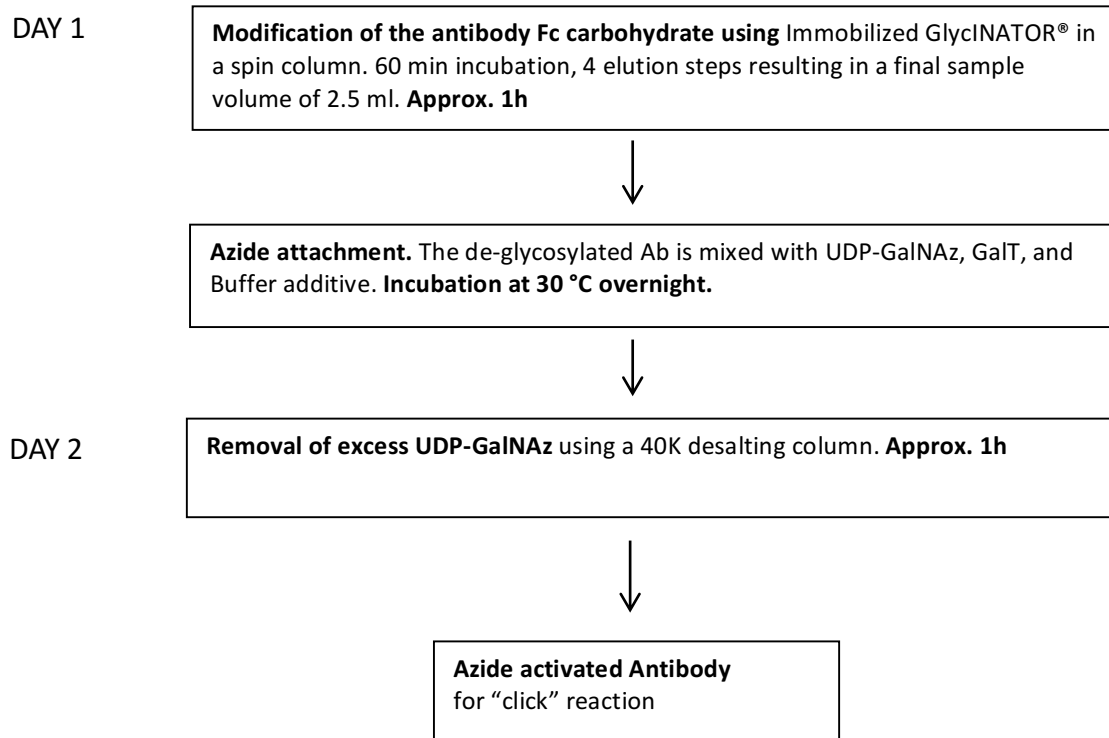 DAY 1
Modification of the antibody Fc carbohydrate using Immobilized GlycINATOR® in
a spin column. 60 min incubation, 4 elution steps resulting in a final sample
volume of 2.5 ml. Approx. 1h
Azide attachment. The de-glycosylated Ab is mixed with UDP-GalNAz, GalT, and
Buffer additive. Incubation at 30 °C overnight.
DAY 2
Removal of excess UDP-GalNAz using a 40K desalting column. Approx. 1h
Azide activated Antibody
for “click” reaction